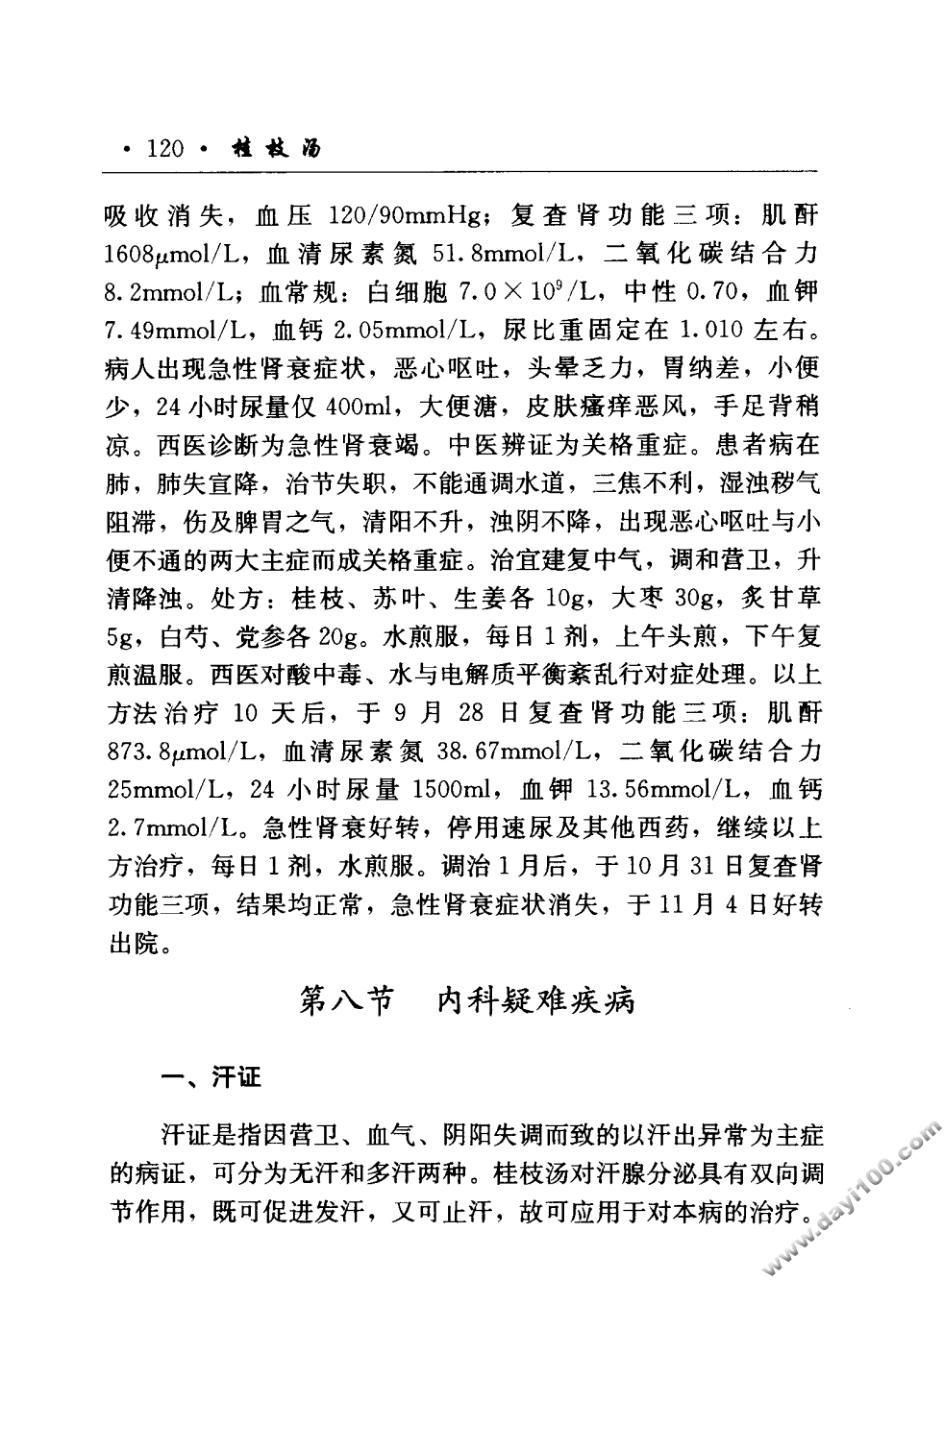 · 120 · 桂枝汤
吸收消失，血压 120/90mmHg；复查肾功能三项：肌酐
1608μmol/L，血清尿素氮 51.8mmol/L，二氧化碳结合力
8.2mmol/L；血常规：白细胞 7.0×10⁹/L，中性 0.70，血钾
7.49mmol/L，血钙 2.05mmol/L，尿比重固定在 1.010 左右。
病人出现急性肾衰症状，恶心呕吐，头晕乏力，胃纳差，小便
少，24 小时尿量仅 400ml，大便溏，皮肤瘙痒恶风，手足背稍
凉。西医诊断为急性肾衰竭。中医辨证为关格重症。患者病在
肺，肺失宣降，治节失职，不能通调水道，三焦不利，湿浊秽气
阻滞，伤及脾胃之气，清阳不升，浊阴不降，出现恶心呕吐与小
便不通的两大主症而成关格重症。治宜建复中气，调和营卫，升
清降浊。处方：桂枝、苏叶、生姜各 10g，大枣 30g，炙甘草
5g，白芍、党参各 20g。水煎服，每日 1 剂，上午头煎，下午复
煎温服。西医对酸中毒、水与电解质平衡紊乱行对症处理。以上
方法治疗 10 天后，于 9 月 28 日复查肾功能三项：肌酐
873.8μmol/L，血清尿素氮 38.67mmol/L，二氧化碳结合力
25mmol/L，24 小时尿量 1500ml，血钾 13.56mmol/L，血钙
2.7mmol/L。急性肾衰好转，停用速尿及其他西药，继续以上
方治疗，每日 1 剂，水煎服。调治 1 月后，于 10 月 31 日复查肾
功能三项，结果均正常，急性肾衰症状消失，于 11 月 4 日好转
出院。
第八节 内科疑难疾病
一、汗证
汗证是指因营卫、血气、阴阳失调而致的以汗出异常为主症
的病证，可分为无汗和多汗两种。桂枝汤对汗腺分泌具有双向调
节作用，既可促进发汗，又可止汗，故可应用于对本病的治疗。
www.dayi100.com